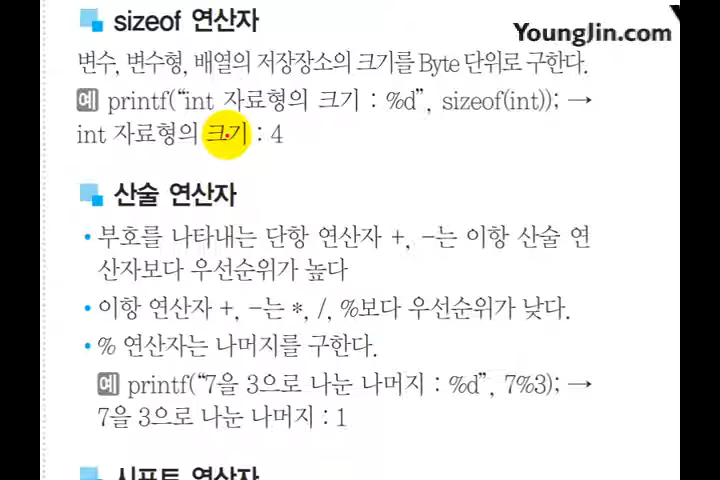 sizeof 연산자
YoungJin.com
변수, 변수형, 배열의 저장장소의 크기를 Byte 단위로 구한다.
예 printf(“int 자료형의 크기 : %d”, sizeof(int)); →
int 자료형의 크기 : 4
산술 연산자
• 부호를 나타내는 단항 연산자 +, -는 이항 산술 연
산자보다 우선순위가 높다
• 이항 연산자 +, -는 *, /, %보다 우선순위가 낮다.
• % 연산자는 나머지를 구한다.
예 printf(“7을 3으로 나눈 나머지 : %d”, 7%3); →
7을 3으로 나눈 나머지 : 1
시프트 연산자